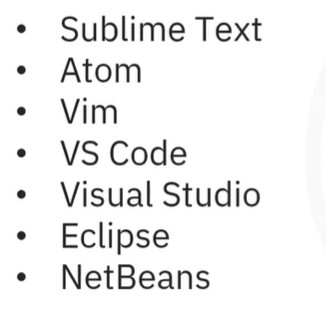 • Sublime Text
• Atom
• Vim
• VS Code
• Visual Studio
• Eclipse
• NetBeans